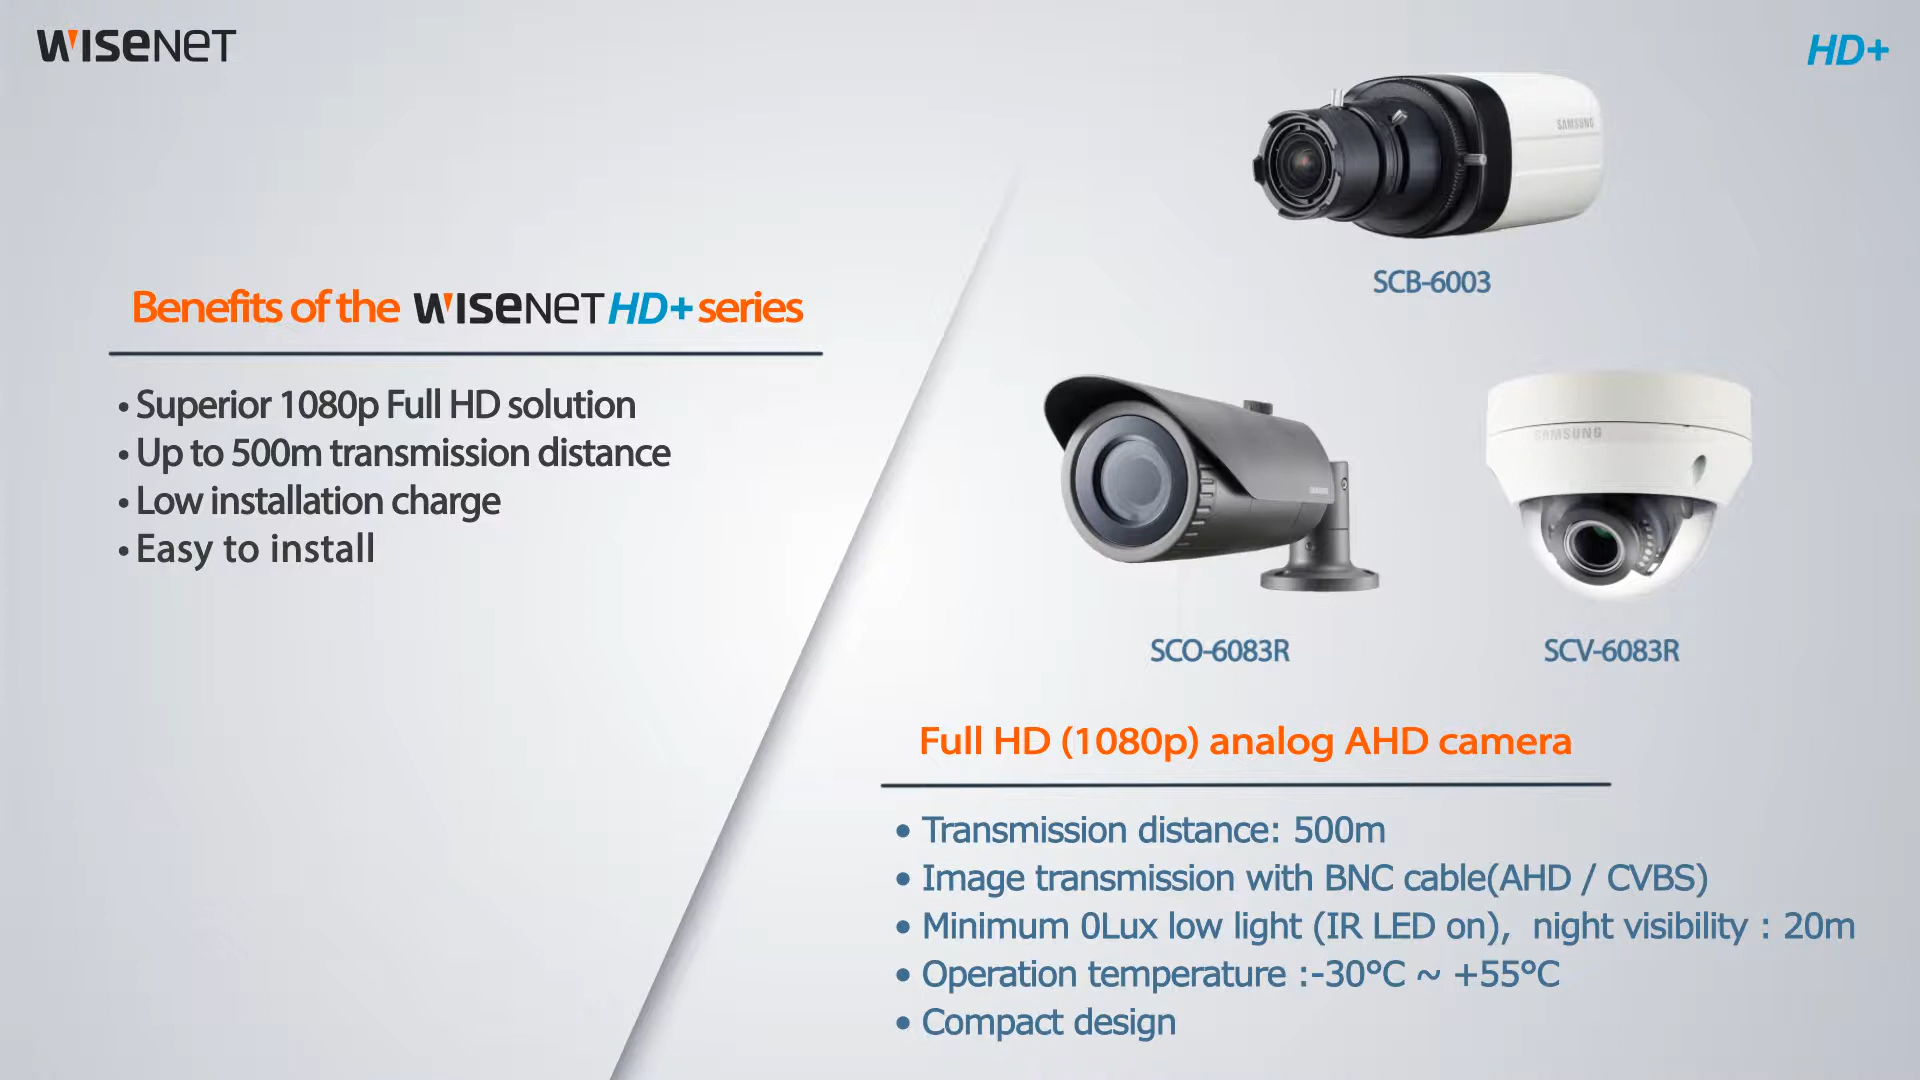 WISENET
HD+
SAMSUNG
SCB-6003
Benefits of the WISENET HD+ series
• Superior 1080p Full HD solution
• Up to 500m transmission distance
• Low installation charge
• Easy to install
SAMSUNG
SAMSUNG
SCO-6083R
SCV-6083R
Full HD (1080p) analog AHD camera
• Transmission distance: 500m
• Image transmission with BNC cable(AHD / CVBS)
• Minimum 0Lux low light (IR LED on), night visibility : 20m
• Operation temperature :-30°C ~ +55°C
• Compact design